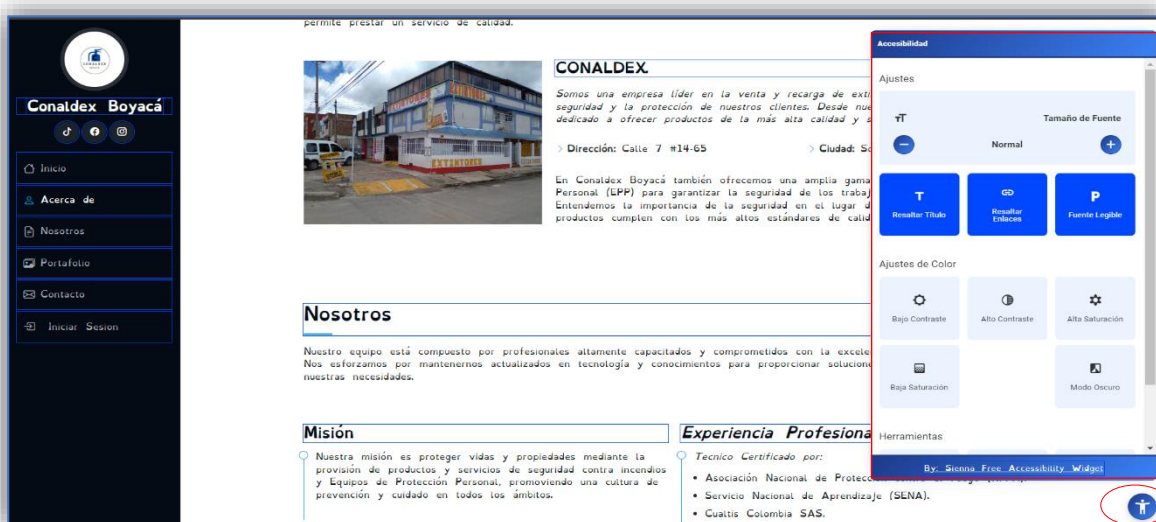 CONALDEX
Conaldex Boyacá
Inicio
Acerca de
Nosotros
Portafolio
Contacto
Iniciar Sesion
permite prestar un servicio de calidad.
EXTINTORES
EXTINTORES
CONALDEX
Somos una empresa líder en la venta y recarga de exti
seguridad y la protección de nuestros clientes. Desde nue
dedicado a ofrecer productos de la más alta calidad y s
Dirección: Calle 7 #14-65
Ciudad: So
En Conaldex Boyacá también ofrecemos una amplia gama
Personal (EPP) para garantizar la seguridad de los trabaj
Entendemos la importancia de la seguridad en el lugar d
productos cumplen con los más altos estándares de calid
Nosotros
Nuestro equipo está compuesto por profesionales altamente capacitados y comprometidos con la excele
Nos esforzamos por mantenernos actualizados en tecnología y conocimientos para proporcionar solucione
nuestras necesidades.
Misión
Nuestra misión es proteger vidas y propiedades mediante la
provisión de productos y servicios de seguridad contra incendios
y Equipos de Protección Personal, promoviendo una cultura de
prevención y cuidado en todos los ámbitos.
Experiencia Profesiona
Tecnico Certificado por:
• Asociación Nacional de Protec
• Servicio Nacional de Aprendizaje (SENA).
• Cualtis Colombia SAS.
Accesibilidad
Ajustes
Tamaño de Fuente
Normal
Resaltar Título
Resaltar
Enlaces
Fuente Legible
Ajustes de Color
Bajo Contraste
Alto Contraste
Alta Saturación
Baja Saturación
Modo Oscuro
Herramientas
By: Sienna Free Accessibility Widget